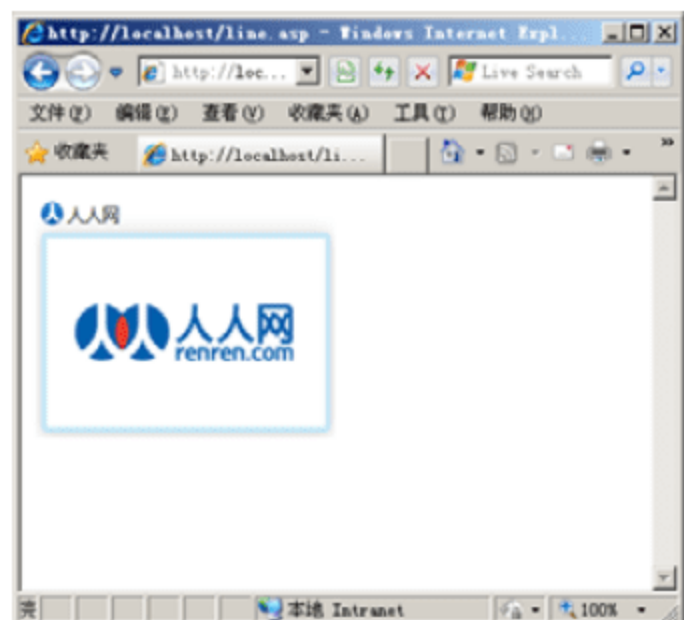 http://localhost/line.asp - Windows Internet Expl...
http://loc...
Live Search
文件(F) 编辑(E) 查看(V) 收藏夹(A) 工具(T) 帮助(H)
收藏夹 http://localhost/li... »
人人网
人人网
renren.com
完 本地 Intranet 100%